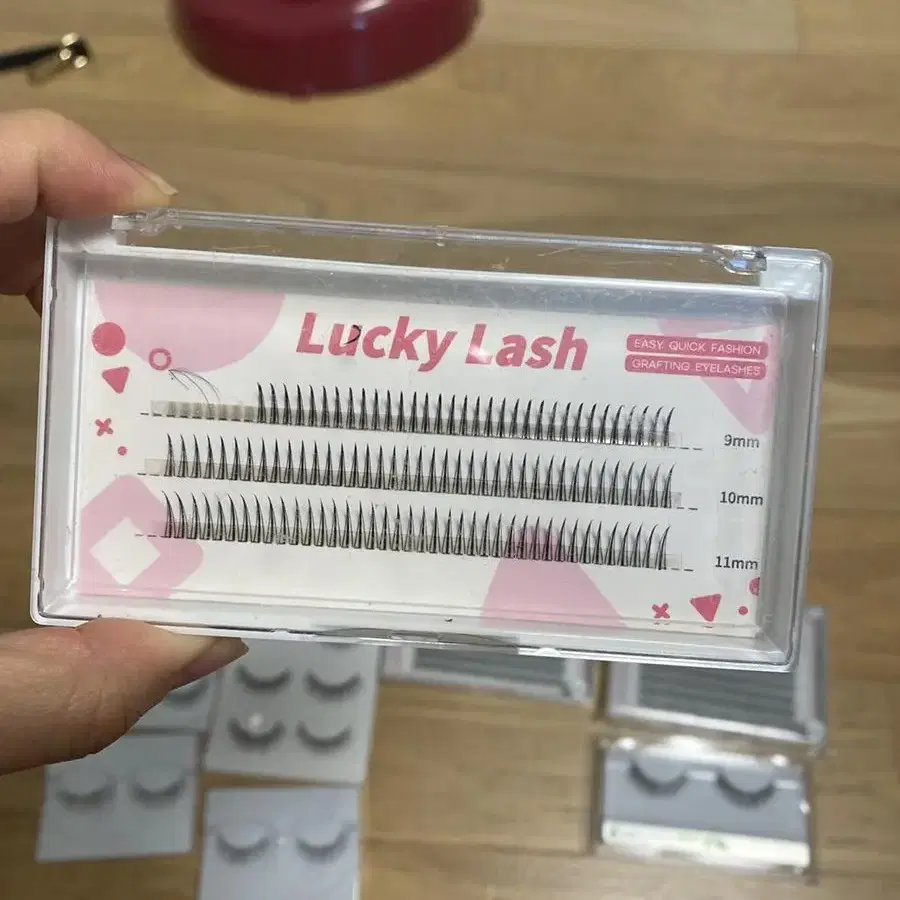 Lucky Lash
EASY QUICK FASHION
GRAFTING EYELASHES
9mm
10mm
11mm